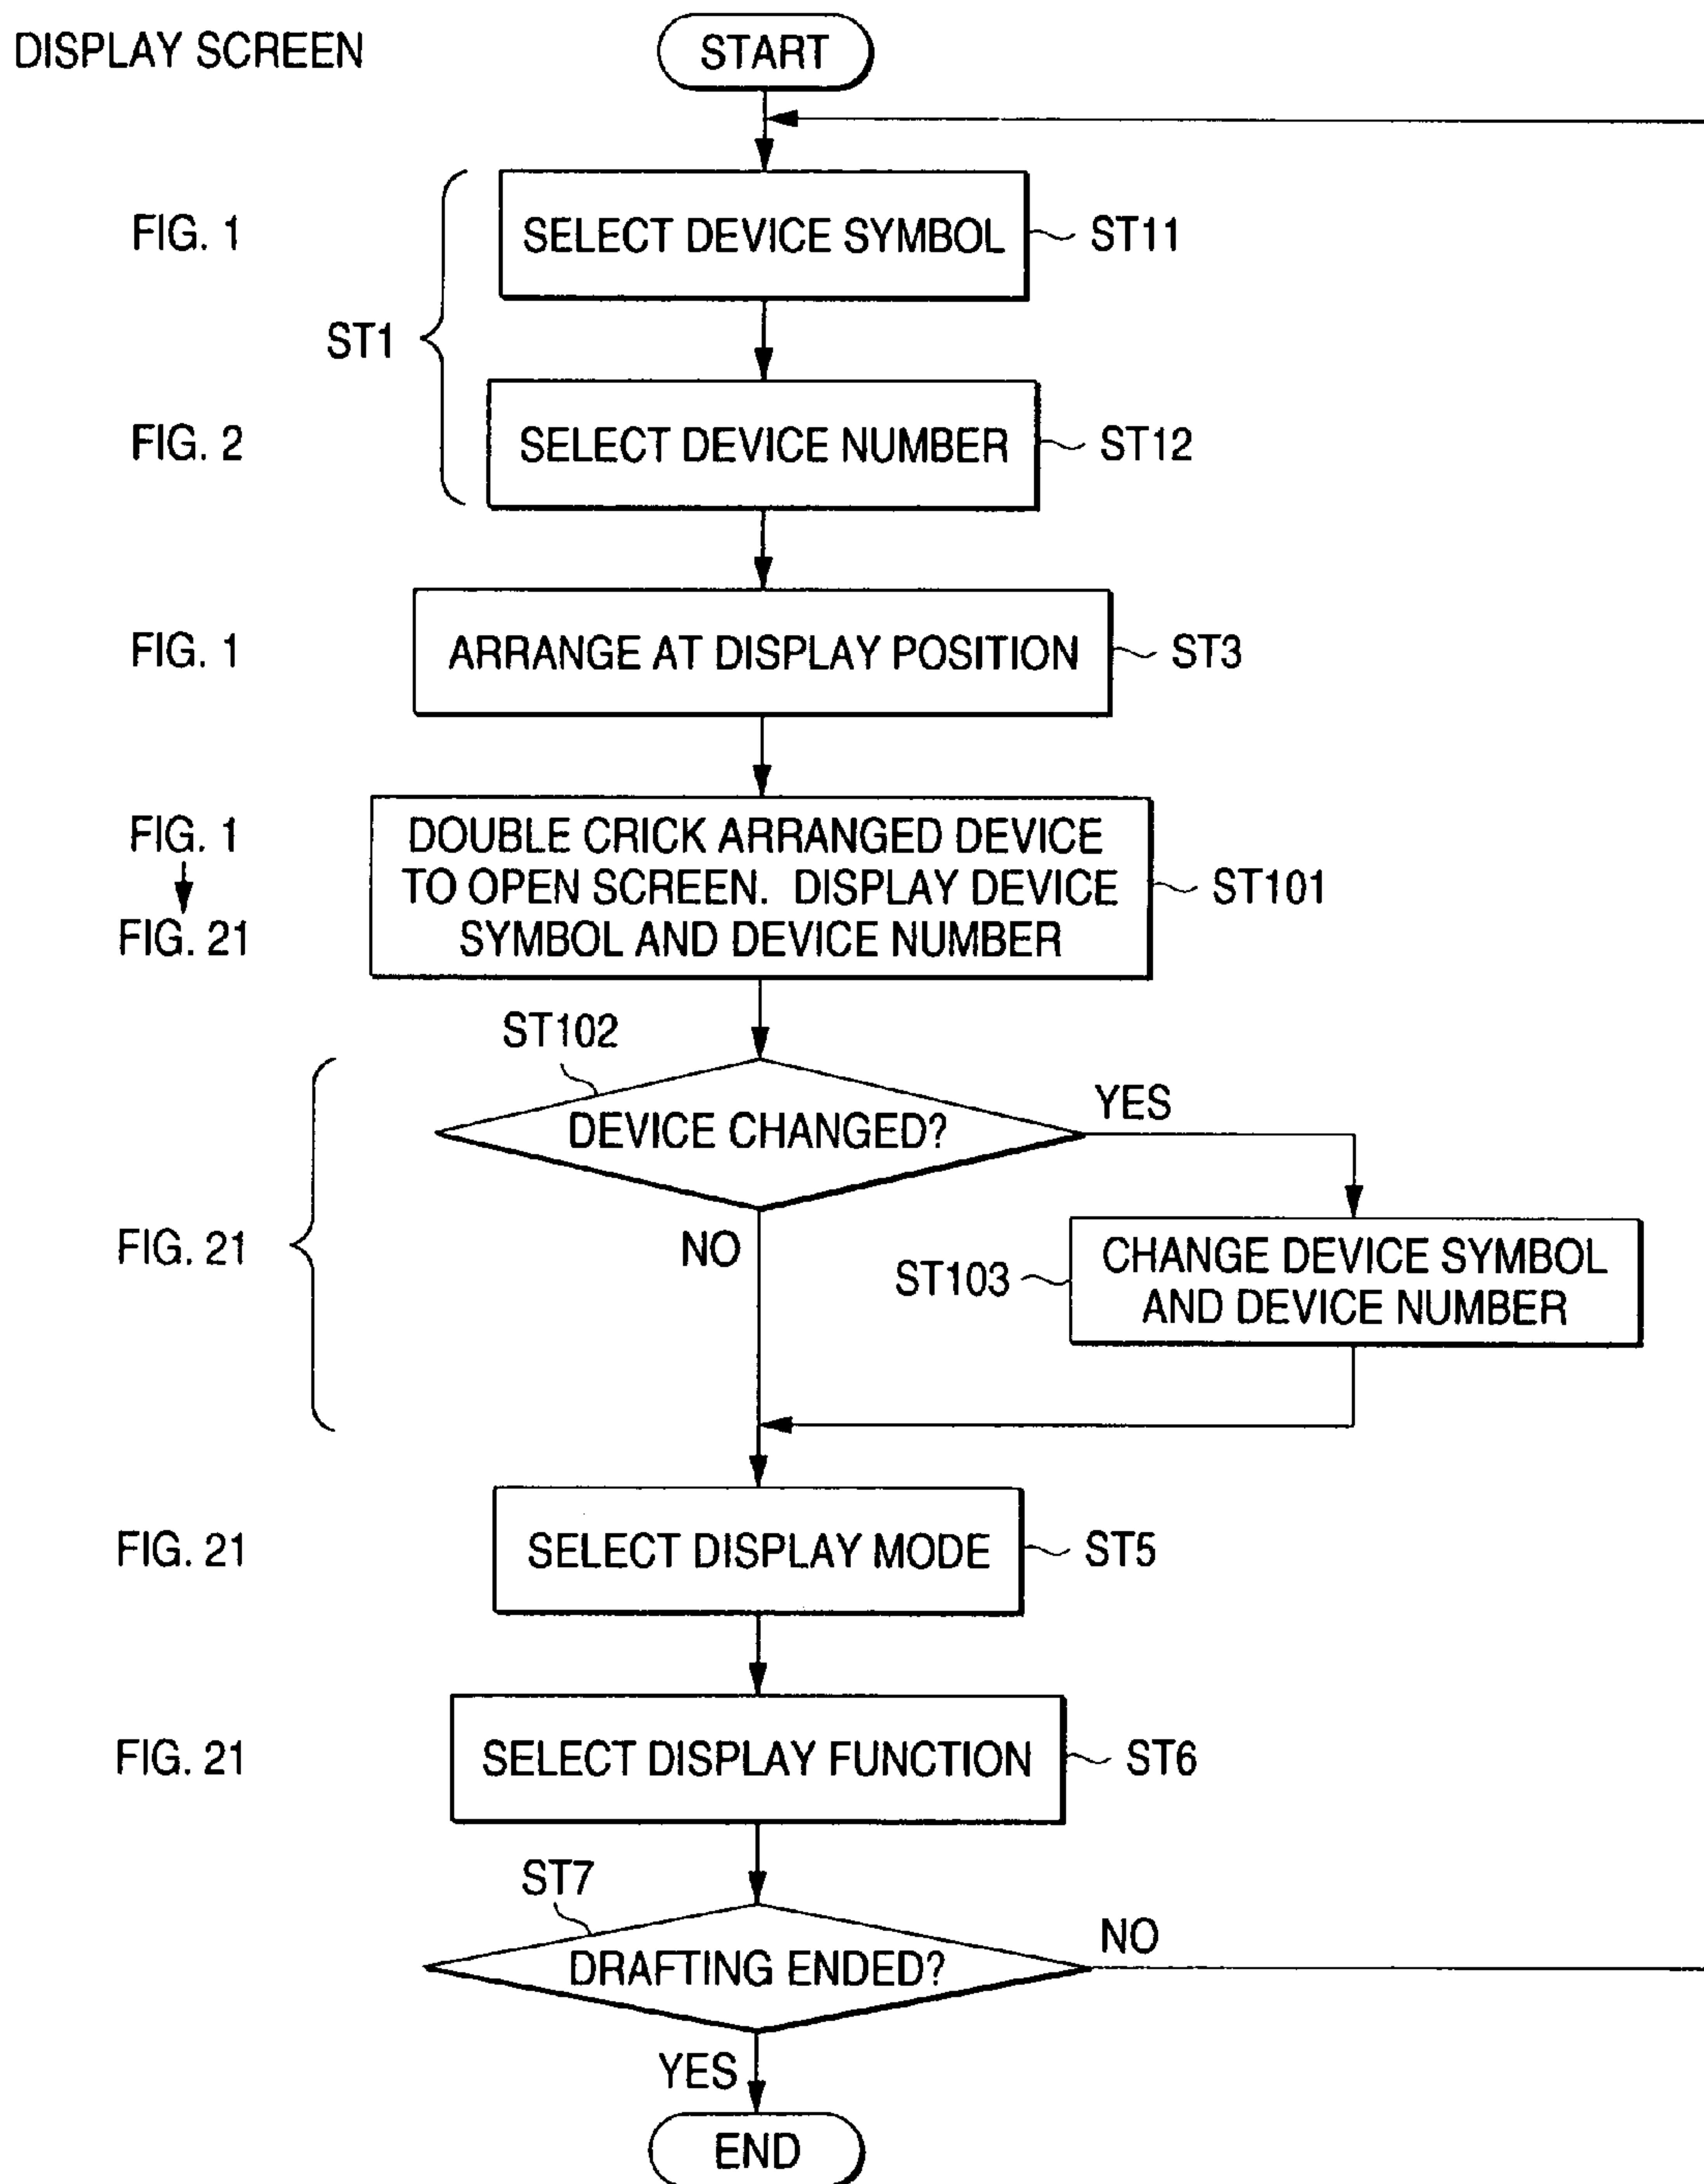 DISPLAY SCREEN
START
FIG. 1
SELECT DEVICE SYMBOL
ST11
ST1
FIG. 2
SELECT DEVICE NUMBER
ST12
FIG. 1
ARRANGE AT DISPLAY POSITION
ST3
FIG. 1
FIG. 21
DOUBLE CRICK ARRANGED DEVICE
TO OPEN SCREEN. DISPLAY DEVICE
SYMBOL AND DEVICE NUMBER
ST101
ST102
DEVICE CHANGED?
YES
NO
FIG. 21
ST103
CHANGE DEVICE SYMBOL
AND DEVICE NUMBER
FIG. 21
SELECT DISPLAY MODE
ST5
FIG. 21
SELECT DISPLAY FUNCTION
ST6
ST7
DRAFTING ENDED?
NO
YES
END